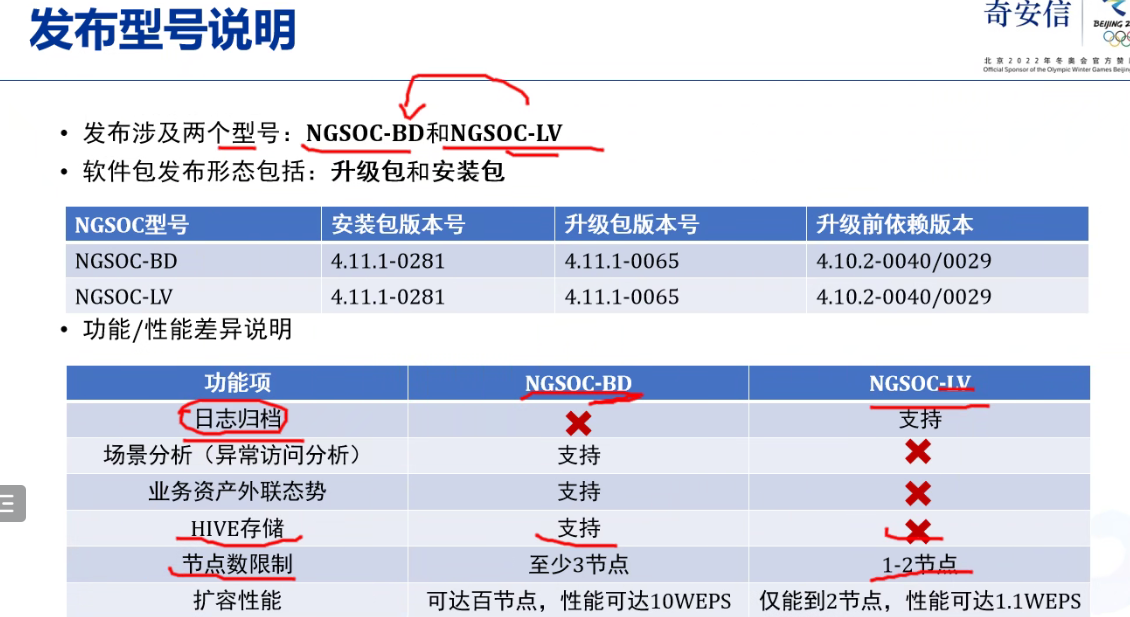 发布型号说明
奇安信
BEIJING 2
北京2022年冬奥会官方赞
Official Sponsor of the Olympic Winter Games Beijing
• 发布涉及两个型号：NGSOC-BD和NGSOC-LV
• 软件包发布形态包括：升级包和安装包
NGSOC型号 安装包版本号 升级包版本号 升级前依赖版本
NGSOC-BD 4.11.1-0281 4.11.1-0065 4.10.2-0040/0029
NGSOC-LV 4.11.1-0281 4.11.1-0065 4.10.2-0040/0029
• 功能/性能差异说明
功能项 NGSOC-BD NGSOC-LV
日志归档 ✖ 支持
场景分析（异常访问分析） 支持 ✖
业务资产外联态势 支持 ✖
HIVE存储 支持 ✖
节点数限制 至少3节点 1-2节点
扩容性能 可达百节点，性能可达10WEPS 仅能到2节点，性能可达1.1WEPS